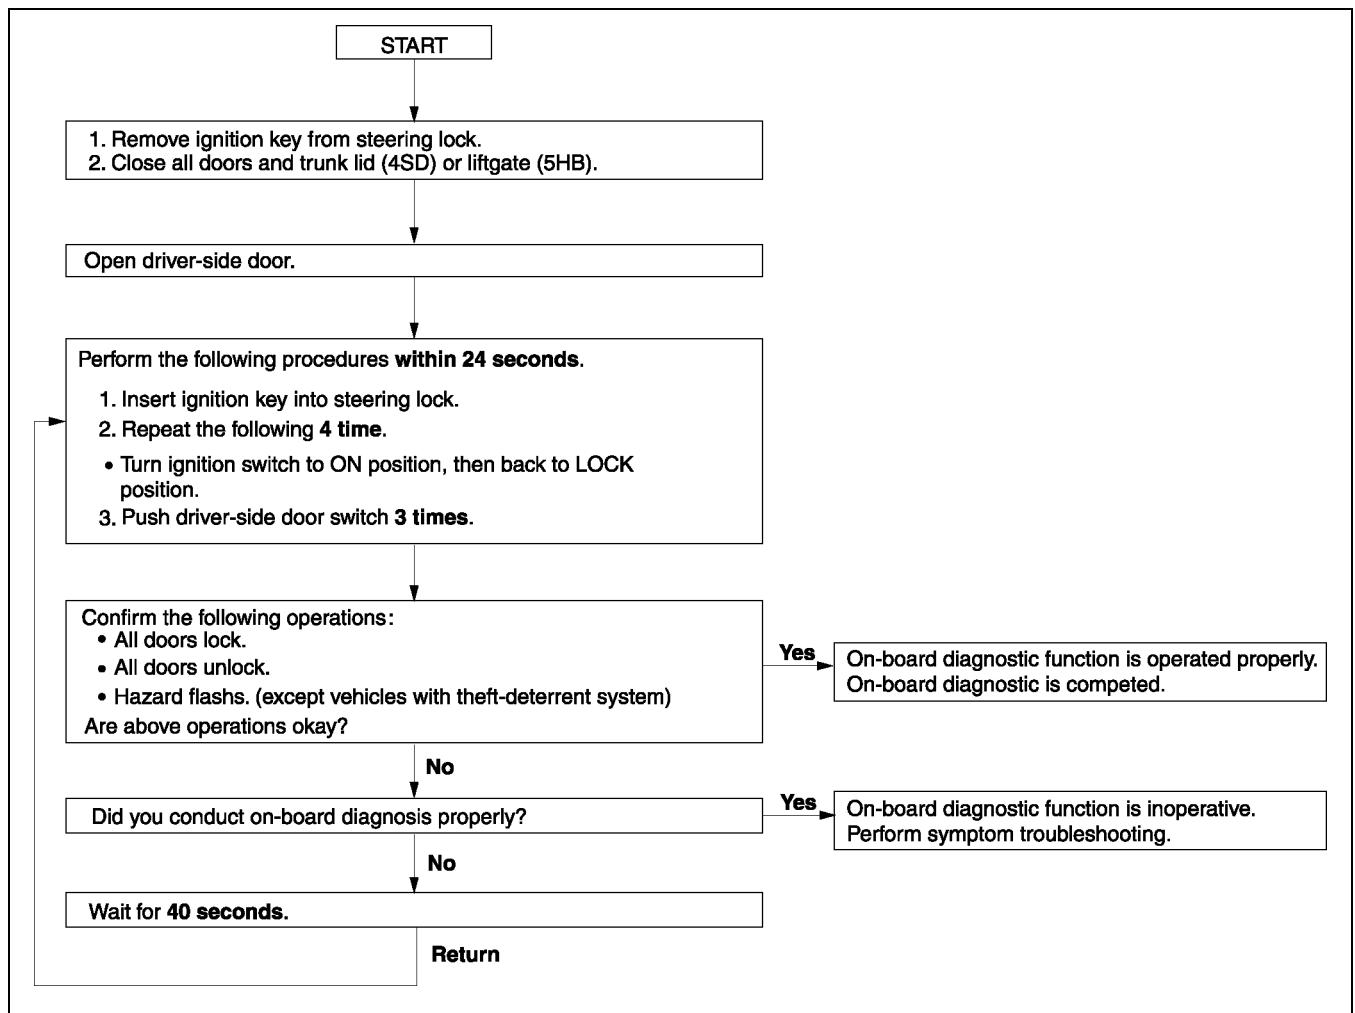 START
1. Remove ignition key from steering lock.
2. Close all doors and trunk lid (4SD) or liftgate (5HB).
Open driver-side door.
Perform the following procedures within 24 seconds.
1. Insert ignition key into steering lock.
2. Repeat the following 4 time.
• Turn ignition switch to ON position, then back to LOCK
position.
3. Push driver-side door switch 3 times.
Confirm the following operations:
• All doors lock.
• All doors unlock.
• Hazard flashs. (except vehicles with theft-deterrent system)
Are above operations okay?
Yes
On-board diagnostic function is operated properly.
On-board diagnostic is competed.
No
Did you conduct on-board diagnosis properly?
Yes
On-board diagnostic function is inoperative.
Perform symptom troubleshooting.
No
Wait for 40 seconds.
Return